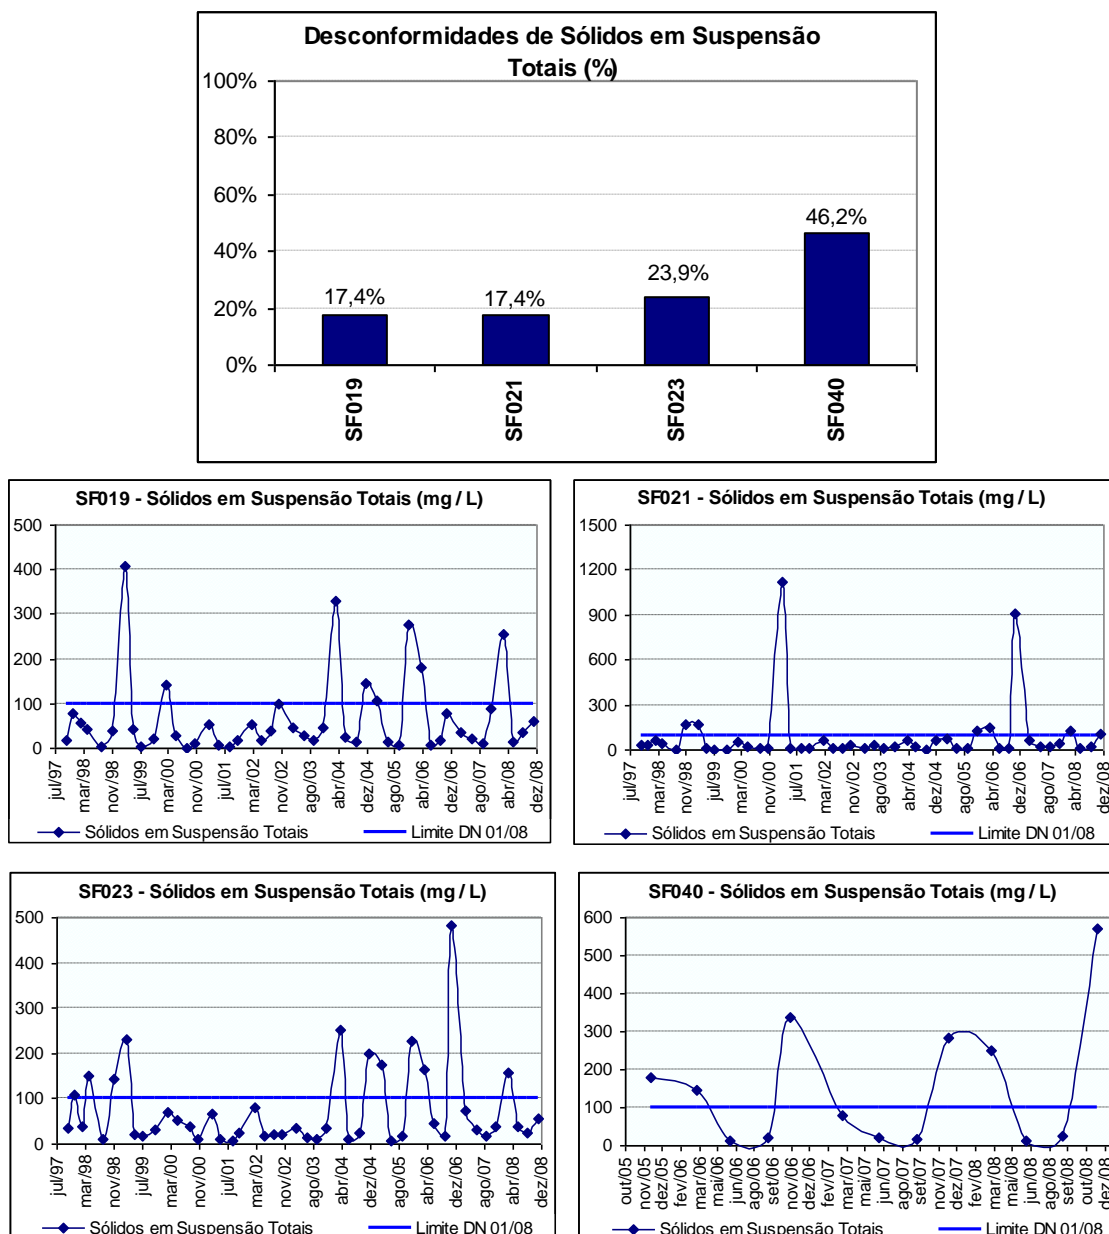 Desconformidades de Sólidos em Suspensão
Totais (%)
100%
80%
60%
40%
20%
0%
17,4%
17,4%
23,9%
46,2%
SF019
SF021
SF023
SF040
SF019 - Sólidos em Suspensão Totais (mg / L)
500
400
300
200
100
0
jul/97
mar/98
nov/98
jul/99
mar/00
nov/00
jul/01
mar/02
nov/02
ago/03
abr/04
dez/04
ago/05
abr/06
dez/06
ago/07
abr/08
dez/08
Sólidos em Suspensão Totais
Limite DN 01/08
SF021 - Sólidos em Suspensão Totais (mg / L)
1500
1200
900
600
300
0
jul/97
mar/98
nov/98
jul/99
mar/00
nov/00
jul/01
mar/02
nov/02
ago/03
abr/04
dez/04
ago/05
abr/06
dez/06
ago/07
abr/08
dez/08
Sólidos em Suspensão Totais
Limite DN 01/08
SF023 - Sólidos em Suspensão Totais (mg / L)
500
400
300
200
100
0
jul/97
mar/98
nov/98
jul/99
mar/00
nov/00
jul/01
mar/02
nov/02
ago/03
abr/04
dez/04
ago/05
abr/06
dez/06
ago/07
abr/08
dez/08
Sólidos em Suspensão Totais
Limite DN 01/08
SF040 - Sólidos em Suspensão Totais (mg / L)
600
500
400
300
200
100
0
out/05
nov/05
dez/05
fev/06
mar/06
mai/06
jun/06
ago/06
set/06
nov/06
dez/06
fev/07
mar/07
abr/07
jun/07
ago/07
set/07
nov/07
dez/07
fev/08
mar/08
mai/08
jun/08
ago/08
set/08
out/08
dez/08
Sólidos em Suspensão Totais
Limite DN 01/08